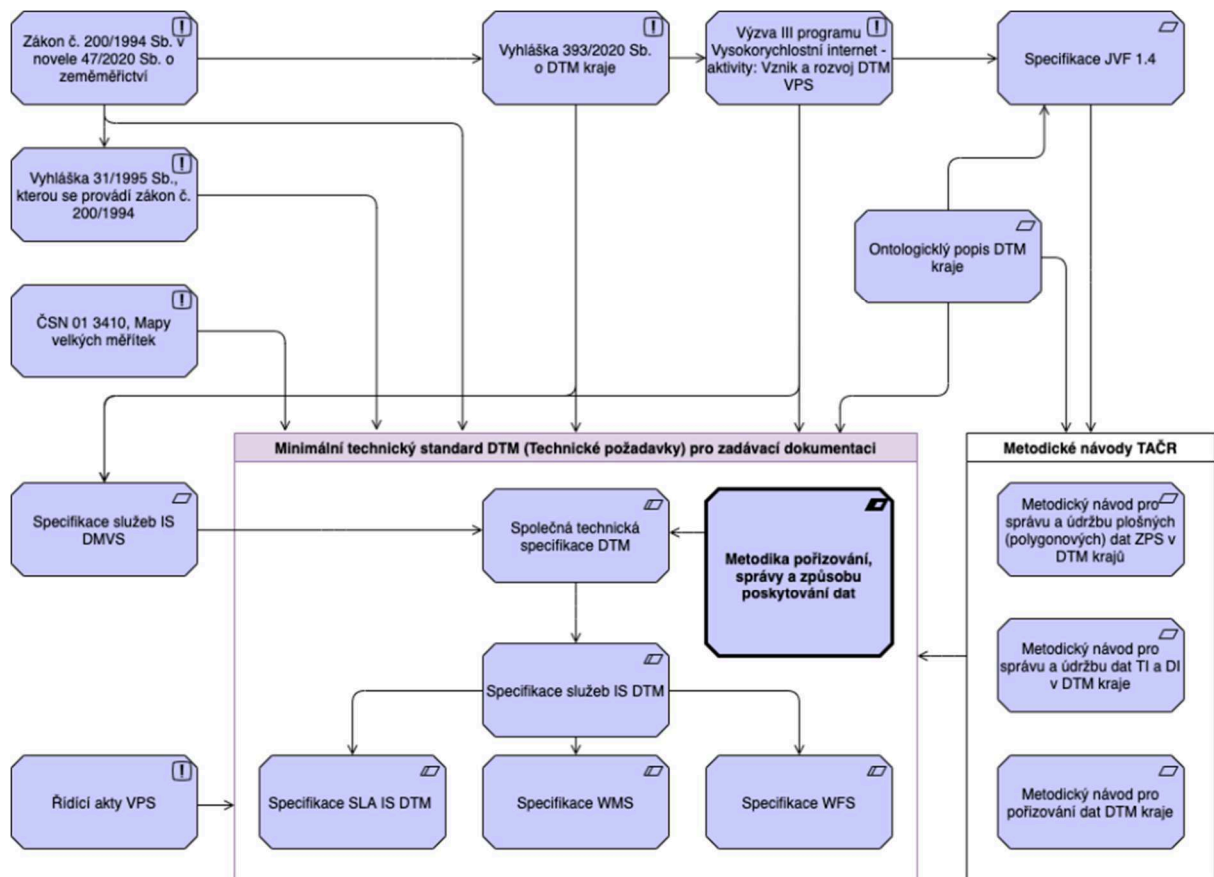 Zákon č. 200/1994 Sb. v
novele 47/2020 Sb. o
zeměměřictví
Vyhláška 393/2020 Sb.
o DTM kraje
Výzva III programu
Vysokorychlostní internet -
aktivity: Vznik a rozvoj DTM
VPS
Specifikace JVF 1.4
Vyhláška 31/1995 Sb.,
kterou se provádí zákon č.
200/1994
Ontologicklý popis DTM
kraje
ČSN 01 3410, Mapy
velkých měřítek
Minimální technický standard DTM (Technické požadavky) pro zadávací dokumentaci
Metodické návody TAČR
Specifikace služeb IS
DMVS
Společná technická
specifikace DTM
Metodika pořizování,
správy a způsobu
poskytování dat
Metodický návod pro
správu a údržbu plošných
(polygonových) dat ZPS v
DTM krajů
Specifikace služeb IS DTM
Metodický návod pro
správu a údržbu dat TI a DI
v DTM kraje
Řídící akty VPS
Specifikace SLA IS DTM
Specifikace WMS
Specifikace WFS
Metodický návod pro
pořizování dat DTM kraje